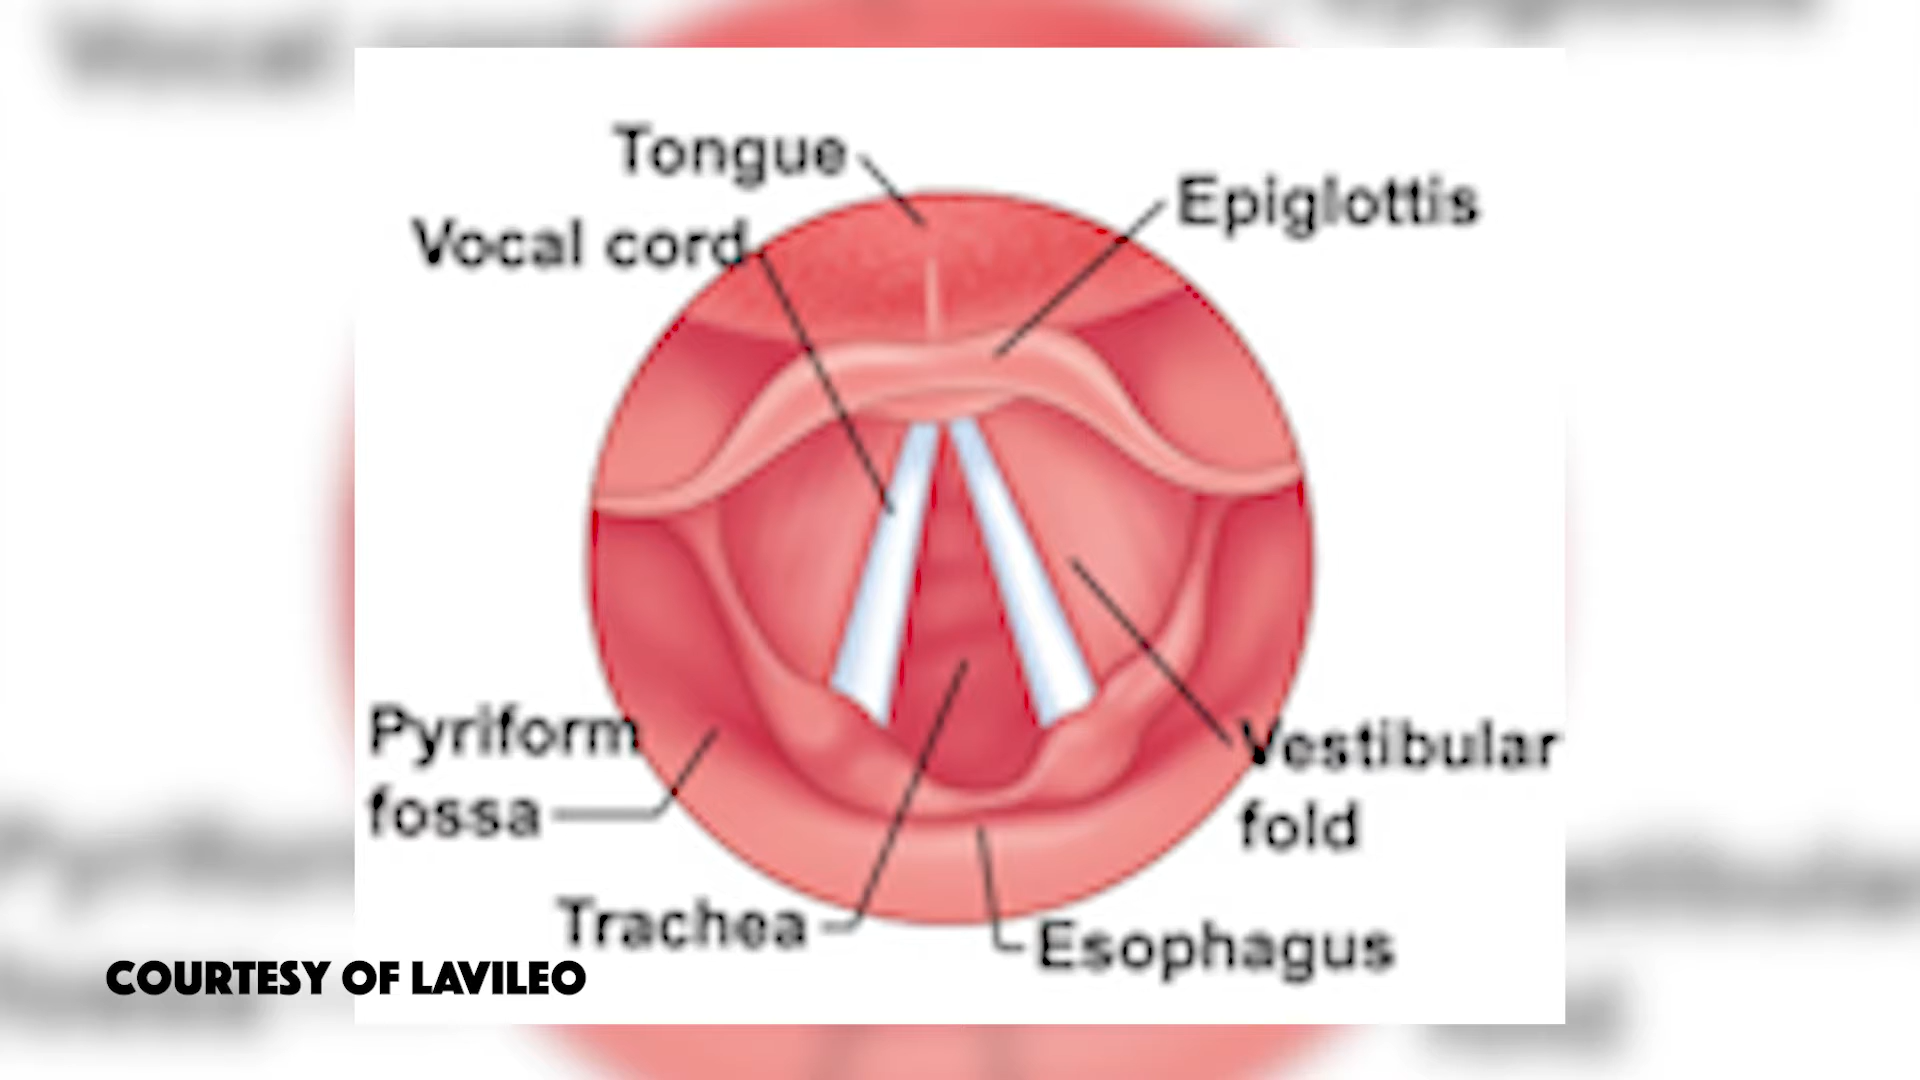 Tongue
Epiglottis
Vocal cord
Pyriform
fossa
Vestibular
fold
Trachea
Esophagus
COURTESY OF LAVILEO